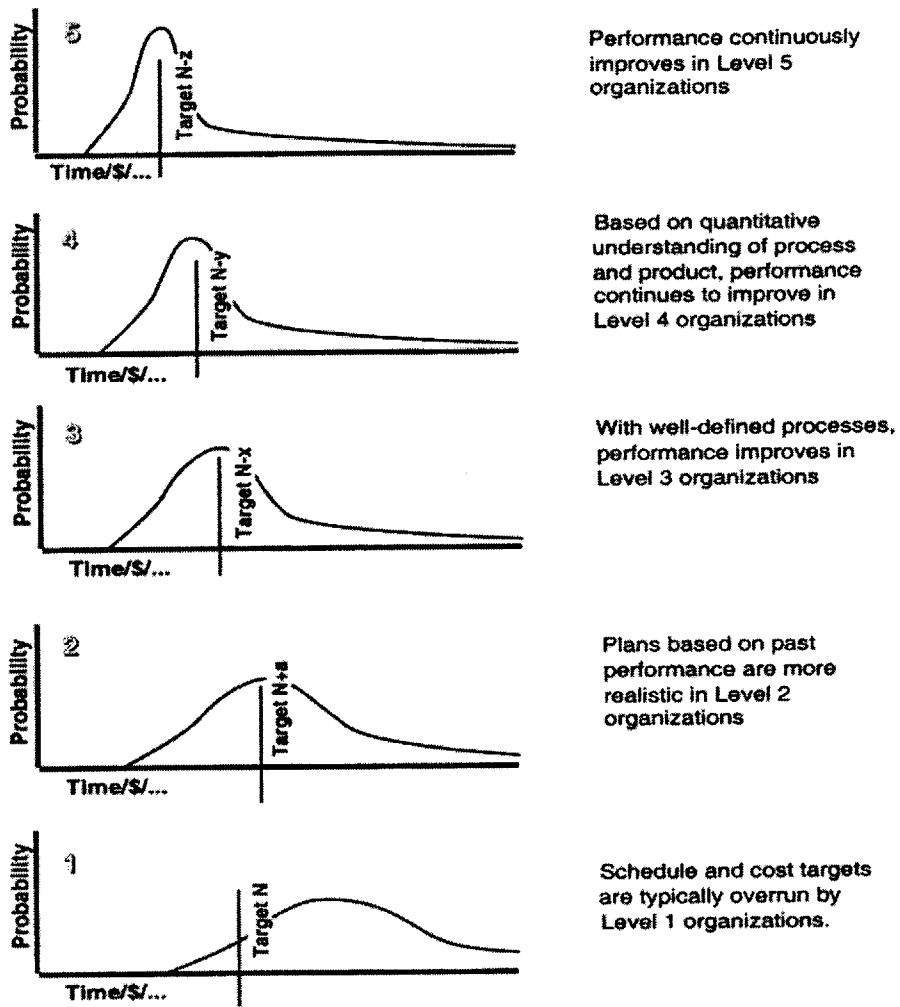 5
Probability
Target N-z
Time/$/...
Performance continuously
improves in Level 5
organizations
4
Probability
Target N-y
Time/$/...
Based on quantitative
understanding of process
and product, performance
continues to improve in
Level 4 organizations
3
Probability
Target N-x
Time/$/...
With well-defined processes,
performance improves in
Level 3 organizations
2
Probability
Target N+a
Time/$/...
Plans based on past
performance are more
realistic in Level 2
organizations
1
Probability
Target N
Time/$/...
Schedule and cost targets
are typically overrun by
Level 1 organizations.